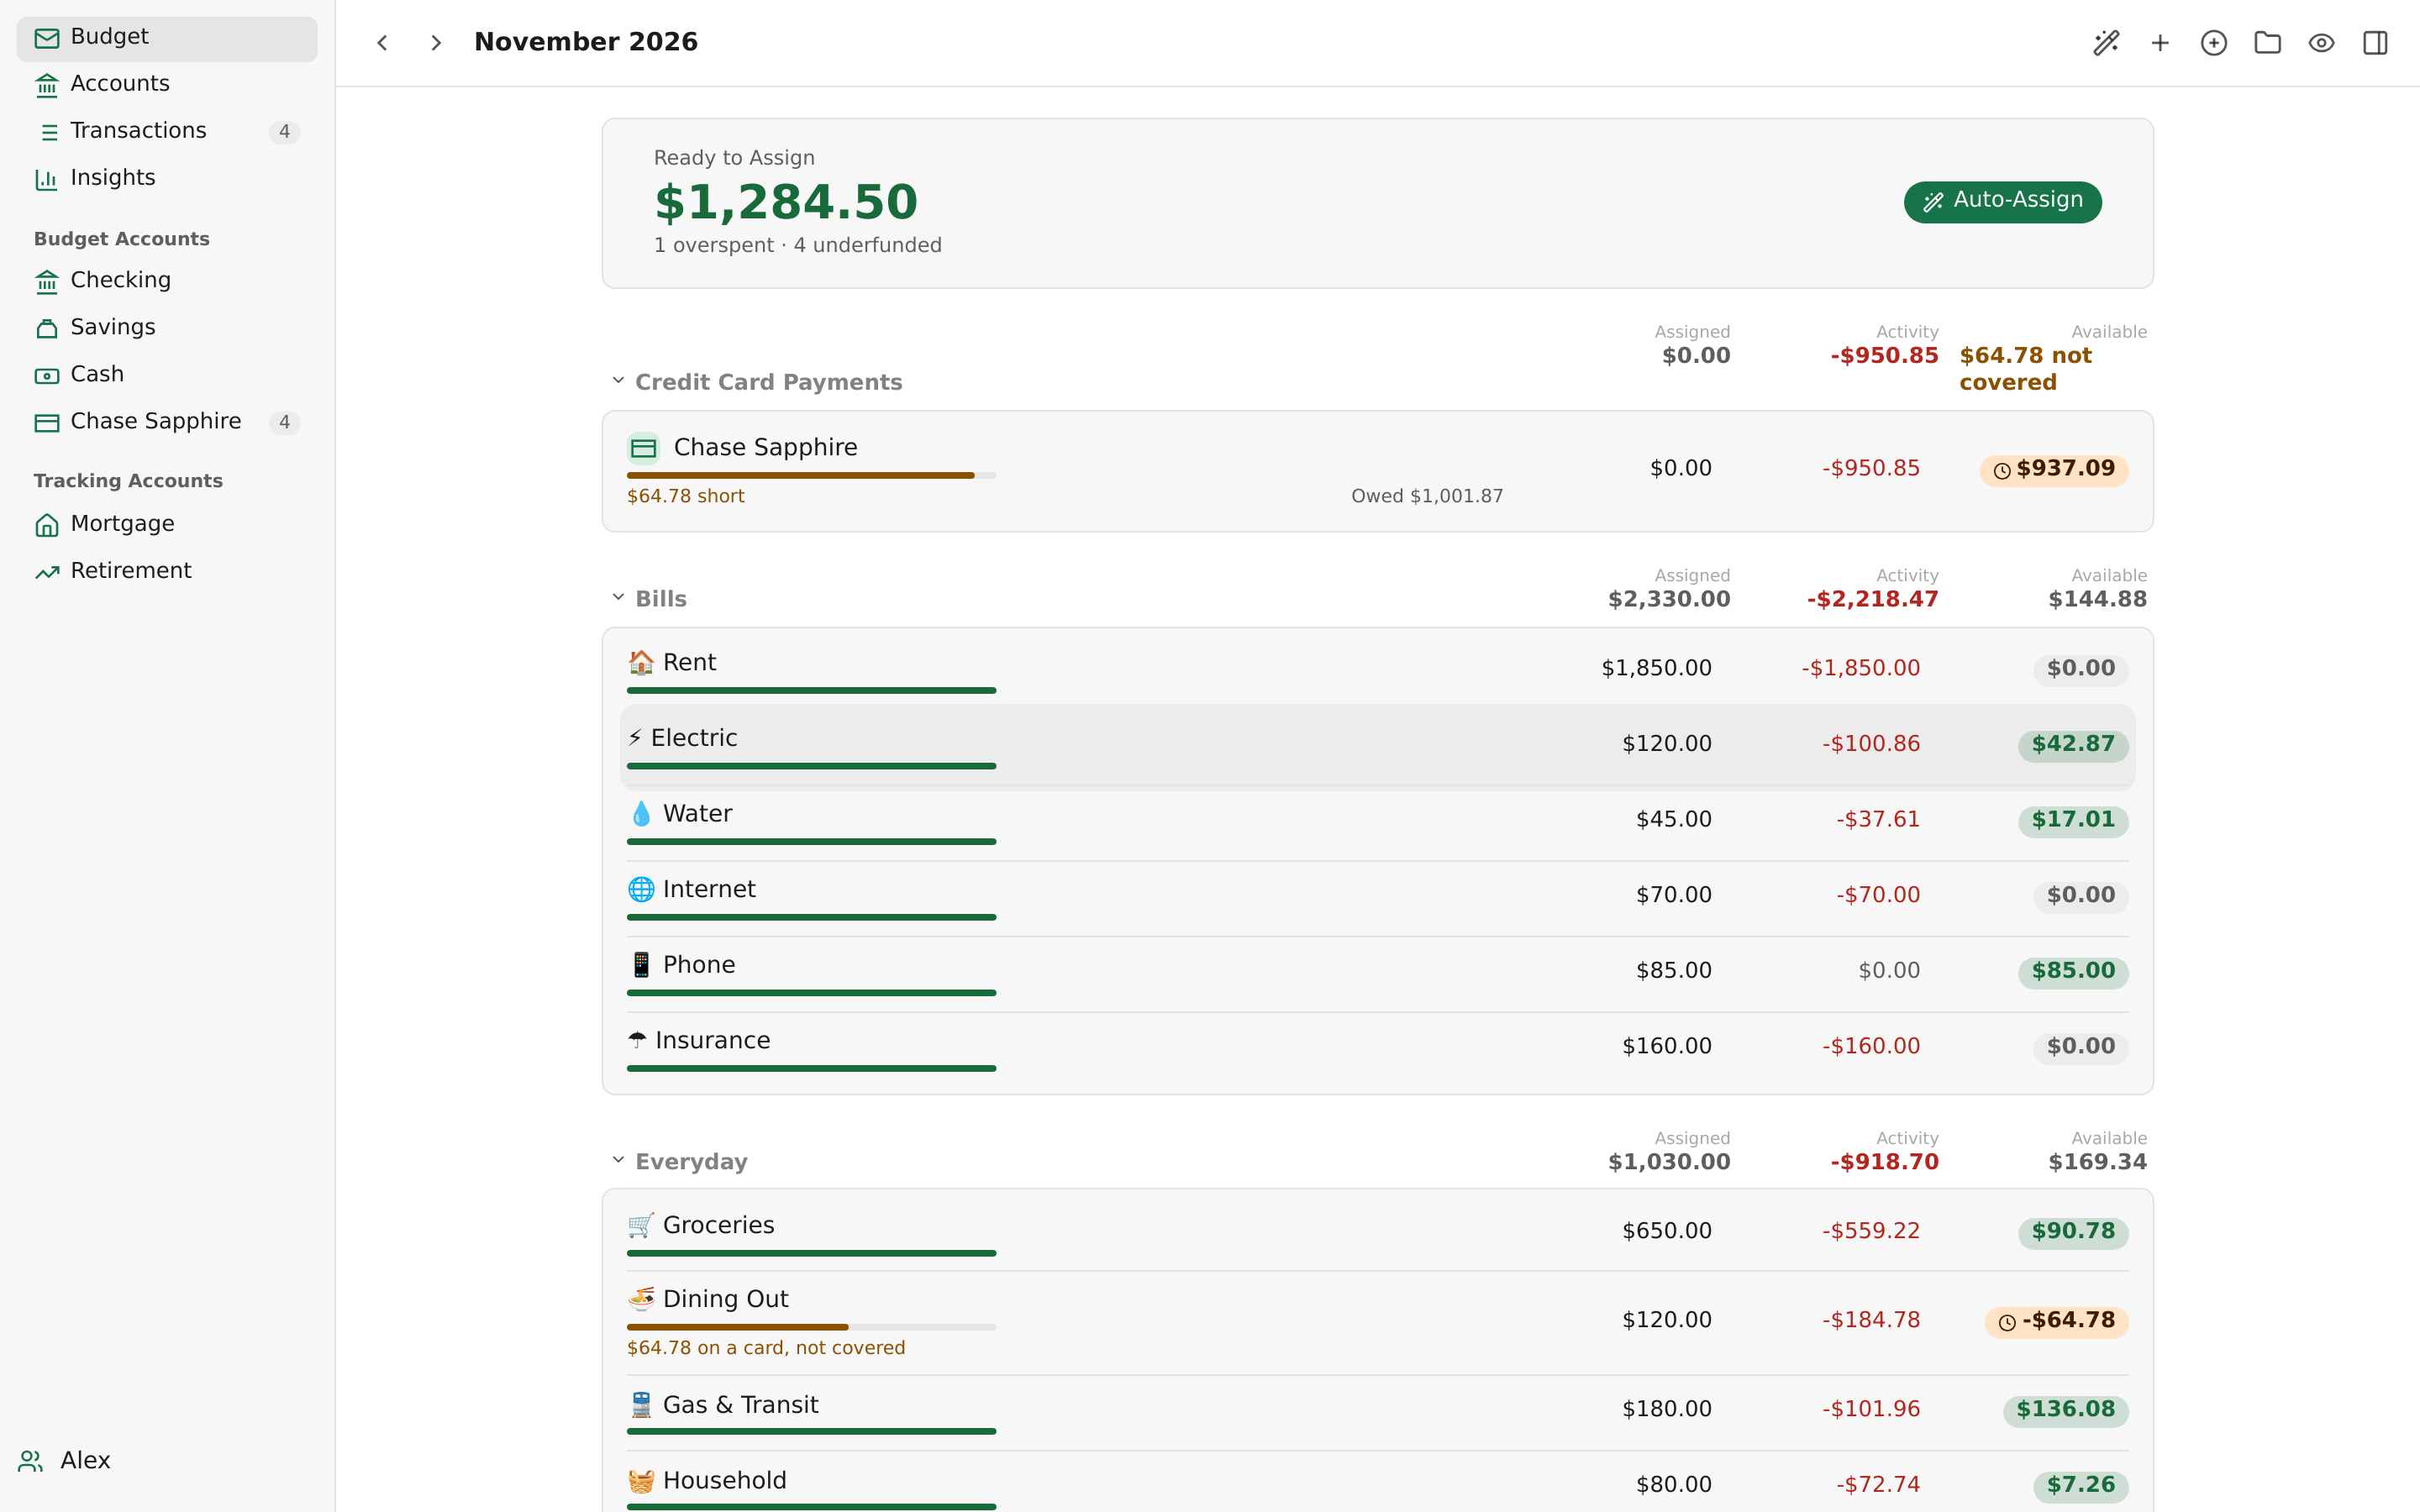 Budget
Accounts
Transactions 4
Insights
Budget Accounts
Checking
Savings
Cash
Chase Sapphire 4
Tracking Accounts
Mortgage
Retirement
Alex
November 2026
Ready to Assign
$1,284.50
1 overspent · 4 underfunded
Auto-Assign
Assigned Activity Available
Credit Card Payments $0.00 -$950.85 $64.78 not covered
Chase Sapphire $0.00 -$950.85 $937.09
$64.78 short Owed $1,001.87
Assigned Activity Available
Bills $2,330.00 -$2,218.47 $144.88
Rent $1,850.00 -$1,850.00 $0.00
Electric $120.00 -$100.86 $42.87
Water $45.00 -$37.61 $17.01
Internet $70.00 -$70.00 $0.00
Phone $85.00 $0.00 $85.00
Insurance $160.00 -$160.00 $0.00
Assigned Activity Available
Everyday $1,030.00 -$918.70 $169.34
Groceries $650.00 -$559.22 $90.78
Dining Out $120.00 -$184.78 -$64.78
$64.78 on a card, not covered
Gas & Transit $180.00 -$101.96 $136.08
Household $80.00 -$72.74 $7.26